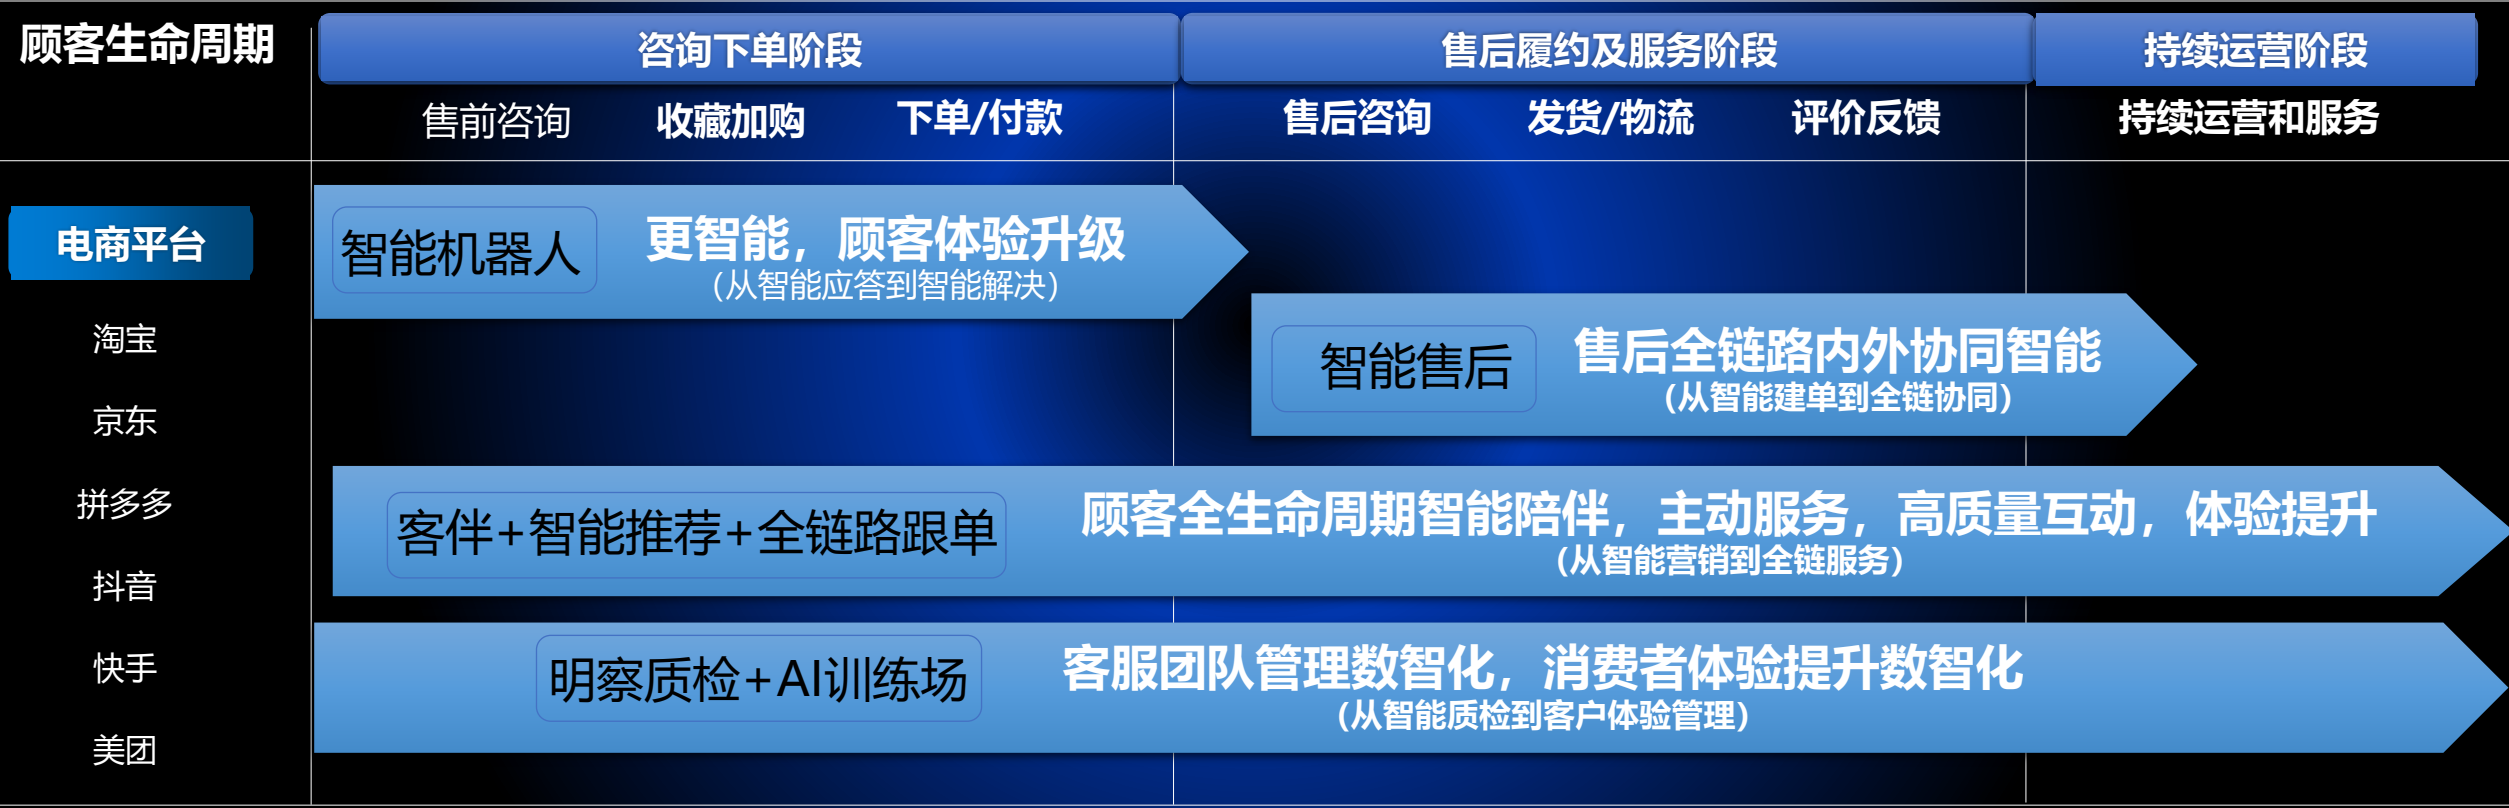 顾客生命周期
咨询下单阶段
售后履约及服务阶段
持续运营阶段
售前咨询
收藏加购
下单/付款
售后咨询
发货/物流
评价反馈
持续运营和服务
电商平台
淘宝
京东
拼多多
抖音
快手
美团
智能机器人
更智能，顾客体验升级
（从智能应答到智能解决）
智能售后
售后全链路内外协同智能
（从智能建单到全链协同）
客伴+智能推荐+全链路跟单
顾客全生命周期智能陪伴，主动服务，高质量互动，体验提升
（从智能营销到全链服务）
明察质检+AI训练场
客服团队管理数智化，消费者体验提升数智化
（从智能质检到客户体验管理）